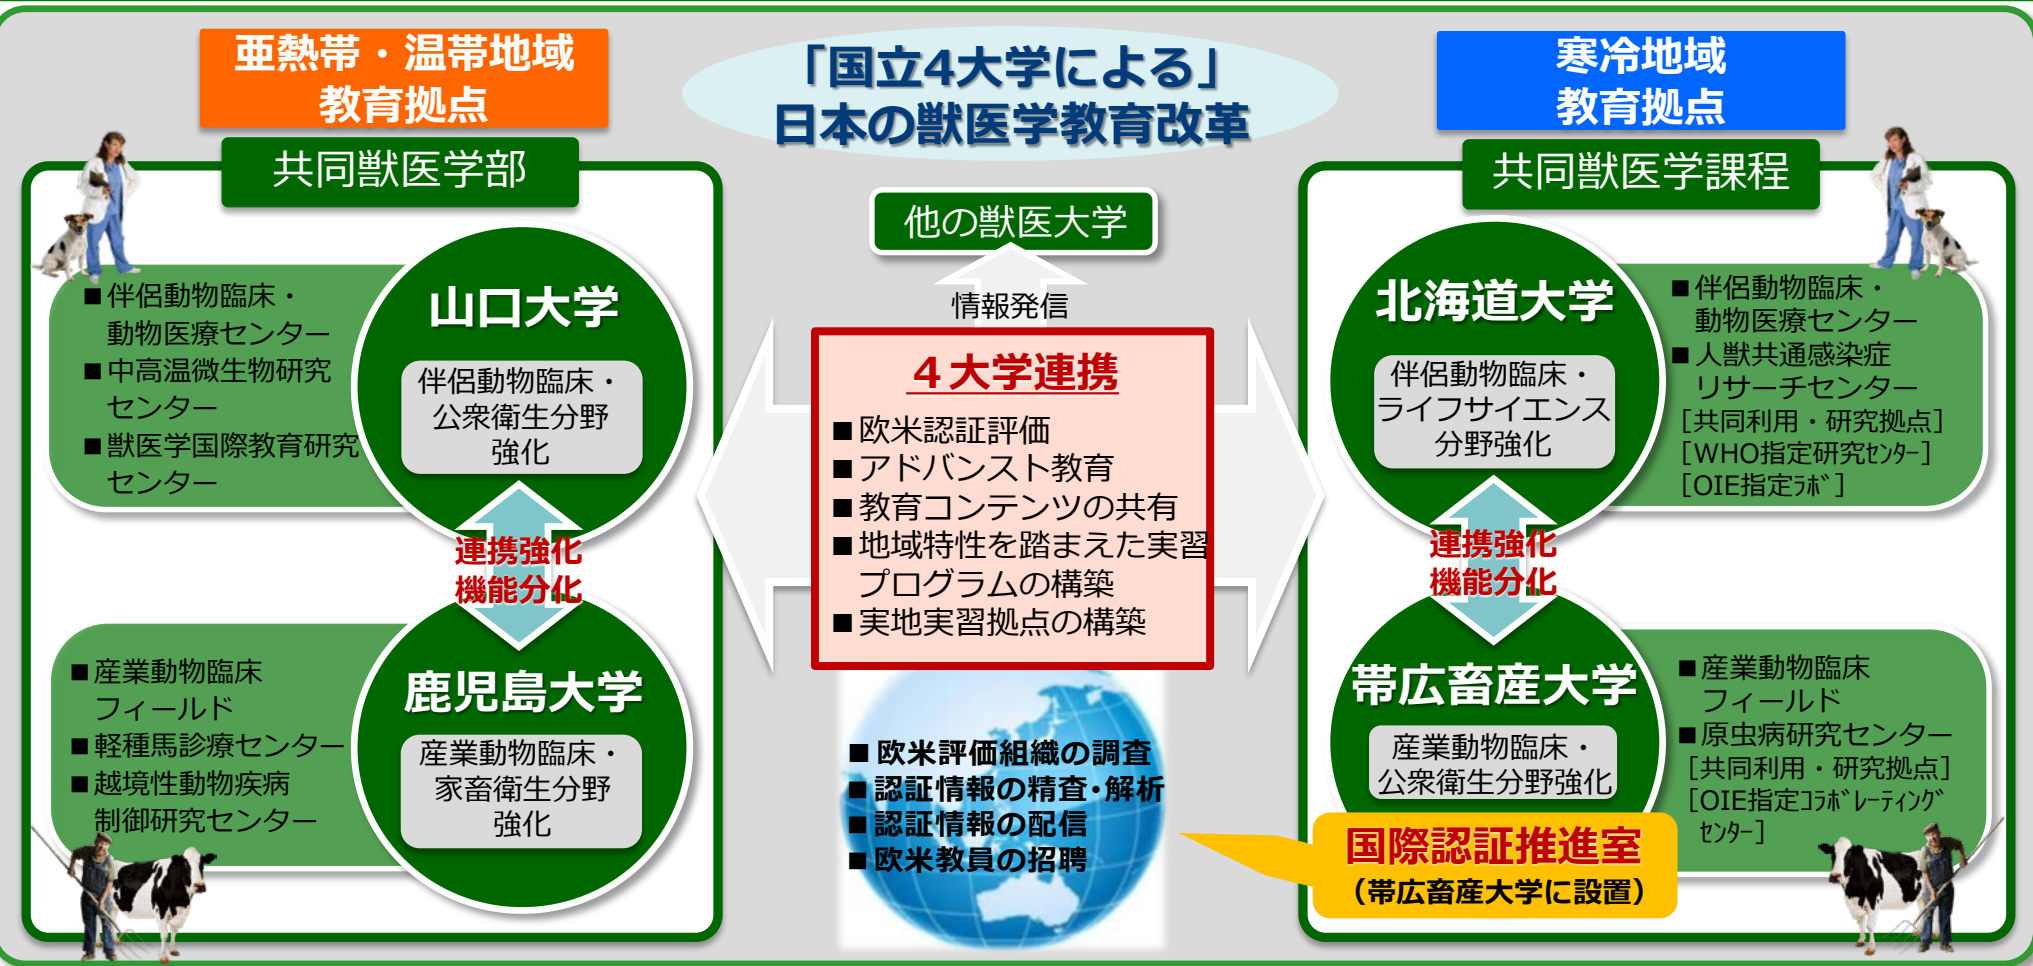 「国立4大学による」
日本の獣医学教育改革
亜熱帯・温帯地域
教育拠点
共同獣医学部
山口大学
伴侶動物臨床・
公衆衛生分野
強化
■伴侶動物臨床・
動物医療センター
■中高温微生物研究
センター
■獣医学国際教育研究
センター
連携強化
機能分化
鹿児島大学
産業動物臨床・
家畜衛生分野
強化
■産業動物臨床
フィールド
■軽種馬診療センター
■越境性動物疾病
制御研究センター
他の獣医大学
情報発信
４大学連携
■欧米認証評価
■アドバンスト教育
■教育コンテンツの共有
■地域特性を踏まえた実習
プログラムの構築
■実地実習拠点の構築
■欧米評価組織の調査
■認証情報の精査・解析
■認証情報の配信
■欧米教員の招聘
寒冷地域
教育拠点
共同獣医学課程
北海道大学
伴侶動物臨床・
ライフサイエンス
分野強化
■伴侶動物臨床・
動物医療センター
■人獣共通感染症
リサーチセンター
［共同利用・研究拠点］
［WHO指定研究ｾﾝﾀｰ］
［OIE指定ﾗﾎﾞ］
連携強化
機能分化
帯広畜産大学
産業動物臨床・
公衆衛生分野強化
■産業動物臨床
フィールド
■原虫病研究センター
［共同利用・研究拠点］
［OIE指定ｺﾗﾎﾞﾚｰﾃｨﾝｸﾞ
ｾﾝﾀｰ］
国際認証推進室
（帯広畜産大学に設置）